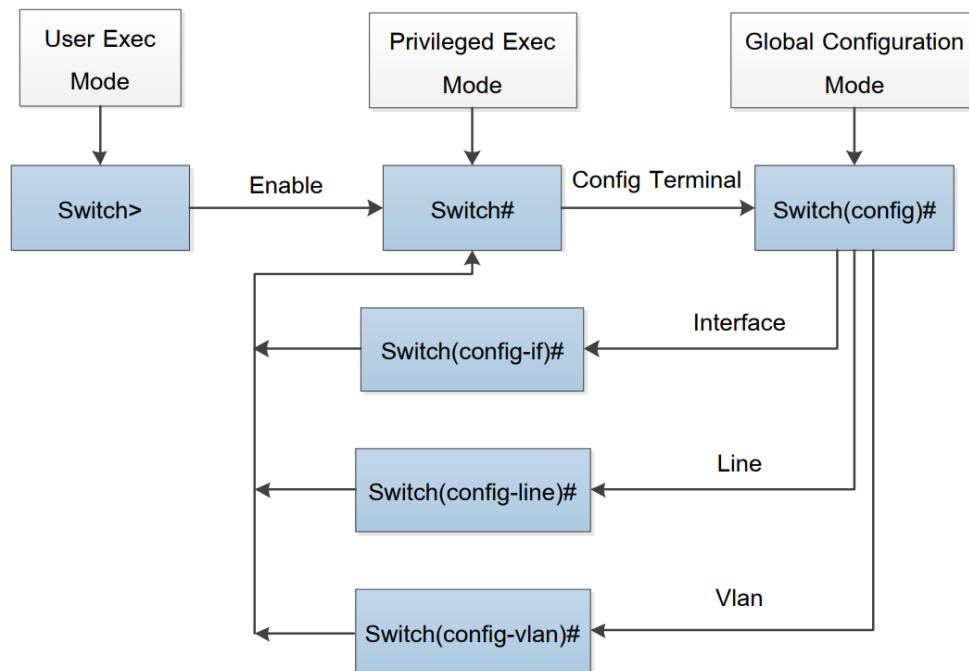 User Exec
Mode
Privileged Exec
Mode
Global Configuration
Mode
Switch>
Enable
Switch#
Config Terminal
Switch(config)#
Interface
Switch(config-if)#
Line
Switch(config-line)#
Vlan
Switch(config-vlan)#